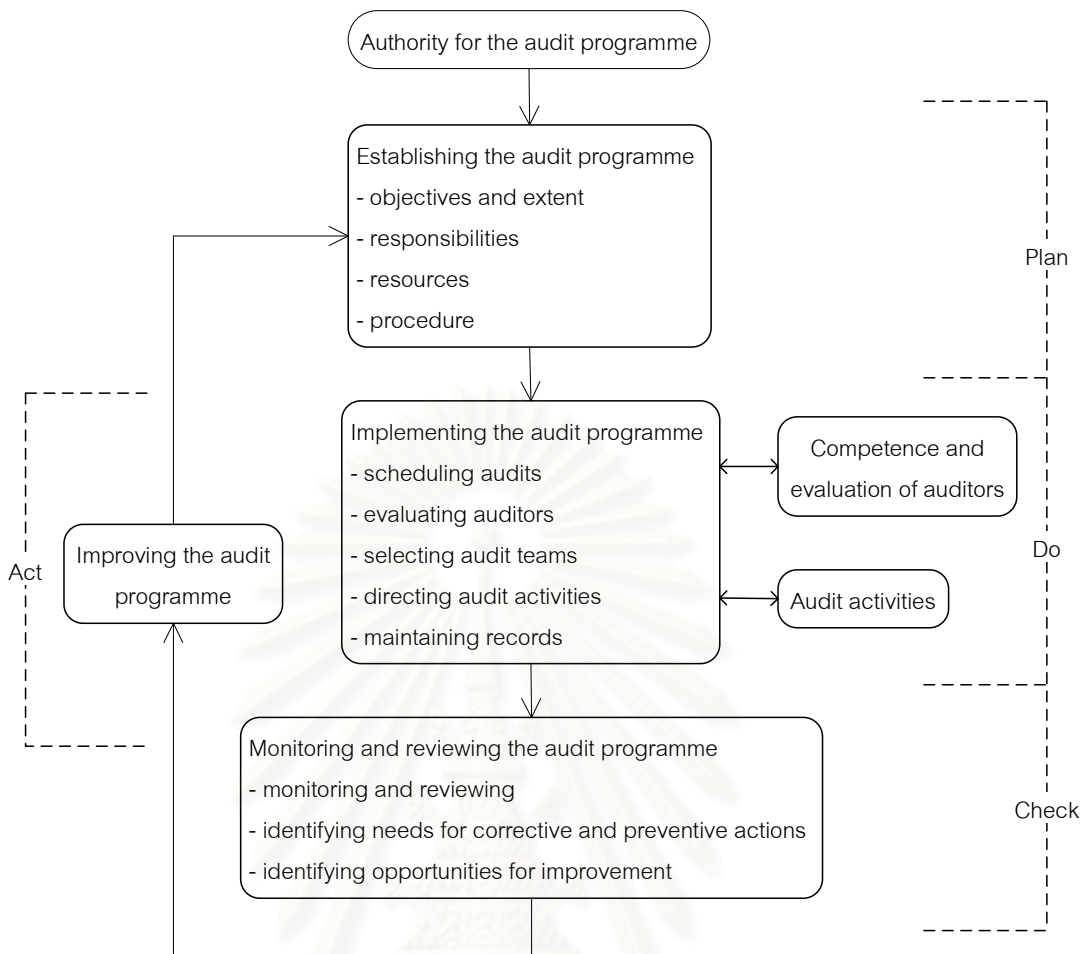 Authority for the audit programme
Establishing the audit programme
- objectives and extent
- responsibilities
- resources
- procedure
Plan
Implementing the audit programme
- scheduling audits
- evaluating auditors
- selecting audit teams
- directing audit activities
- maintaining records
Competence and
evaluation of auditors
Audit activities
Do
Act
Improving the audit
programme
Monitoring and reviewing the audit programme
- monitoring and reviewing
- identifying needs for corrective and preventive actions
- identifying opportunities for improvement
Check